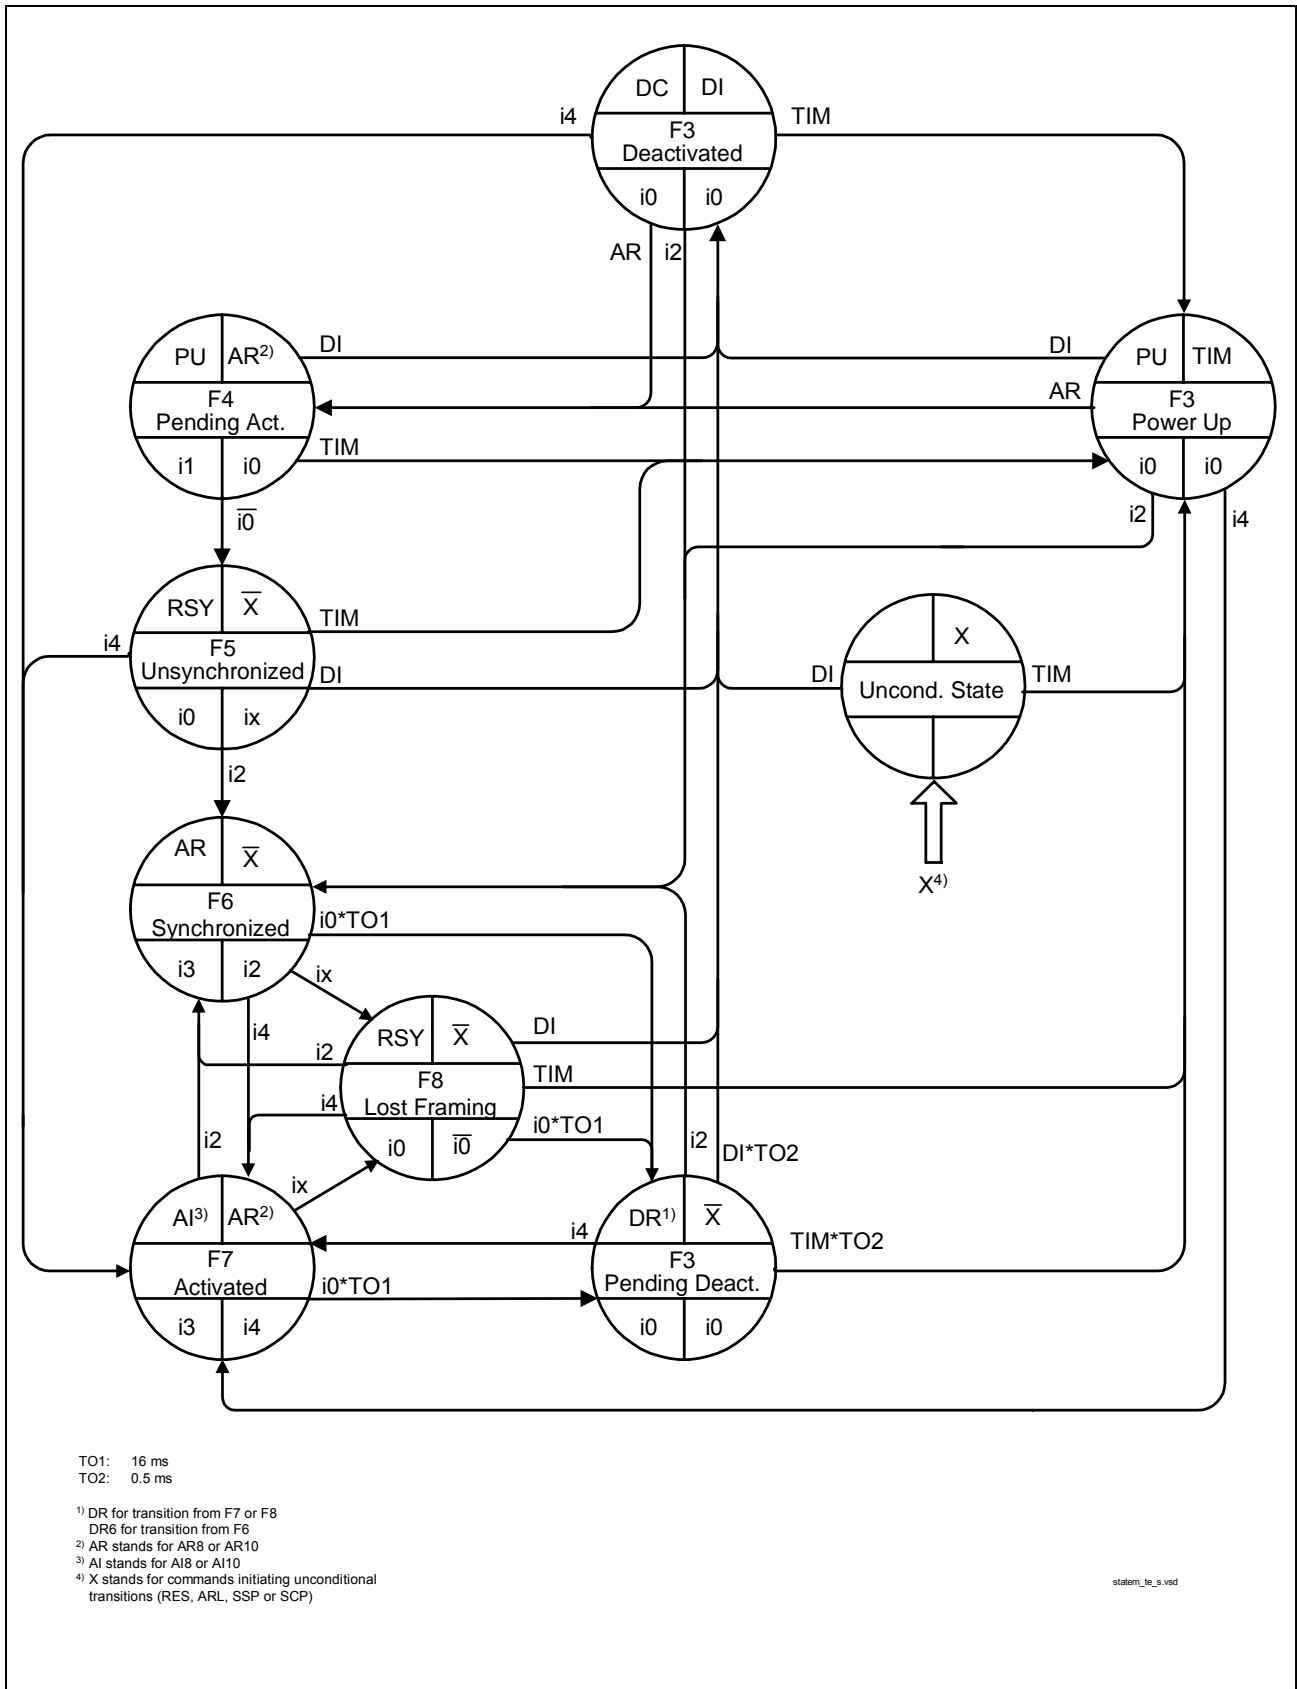 DC DI
i4 TIM
F3
Deactivated
i0 i0
AR i2
PU AR²⁾
DI
DI
PU TIM
F4
Pending Act.
AR
F3
Power Up
TIM
i1 i0
i0 i0
i̅0̅
i2
i4
RSY X̅
TIM
i4
F5
Unsynchronized
DI
i0 ix
X
DI
Uncond. State
TIM
i2
AR X̅
X⁴⁾
F6
Synchronized
i0*TO1
i3 i2
ix
i4
RSY X̅
DI
i2
F8
Lost Framing
TIM
i4
i0*TO1
i0 i̅0̅
i2
i2
DI*TO2
ix
AI³⁾ AR²⁾
DR¹⁾ X̅
i4
TIM*TO2
F7
Activated
i0*TO1
F3
Pending Deact.
i3 i4
i0 i0
TO1: 16 ms
TO2: 0.5 ms
¹⁾ DR for transition from F7 or F8
DR6 for transition from F6
²⁾ AR stands for AR8 or AR10
³⁾ AI stands for AI8 or AI10
⁴⁾ X stands for commands initiating unconditional
transitions (RES, ARL, SSP or SCP)
statem_te_s.vsd